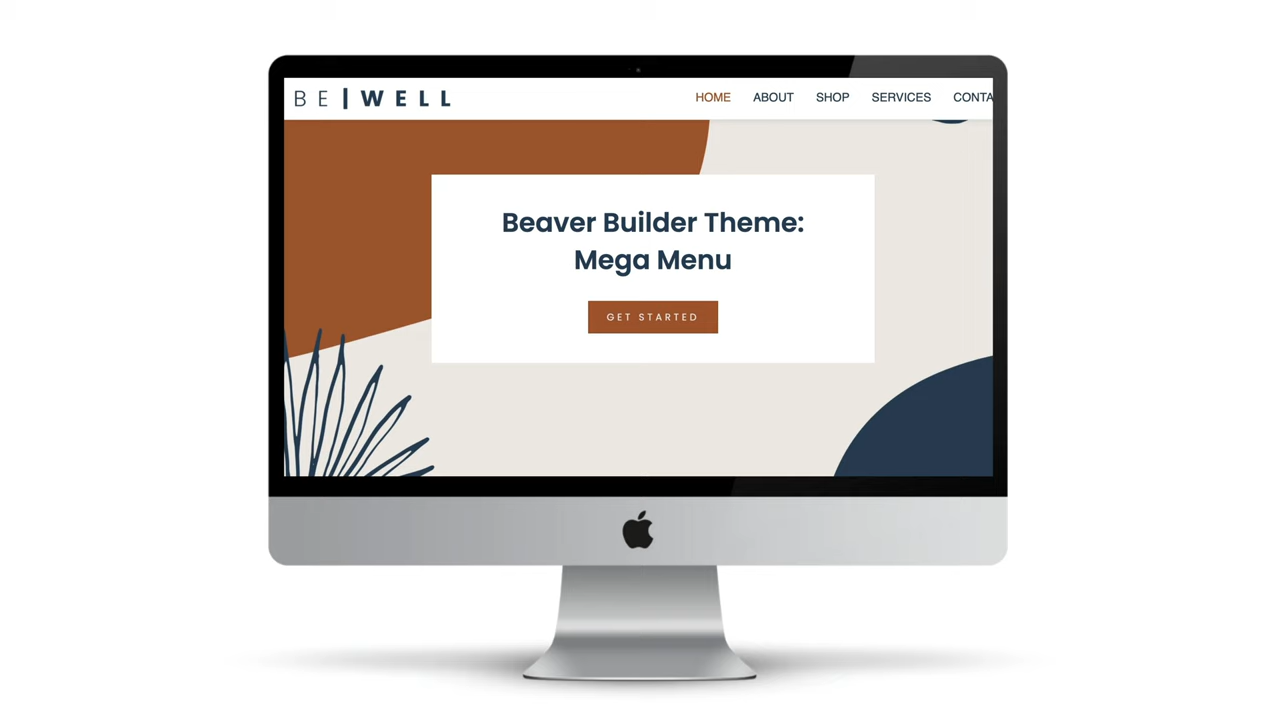 BE|WELL
HOME ABOUT SHOP SERVICES CONTA
Beaver Builder Theme:
Mega Menu
GET STARTED